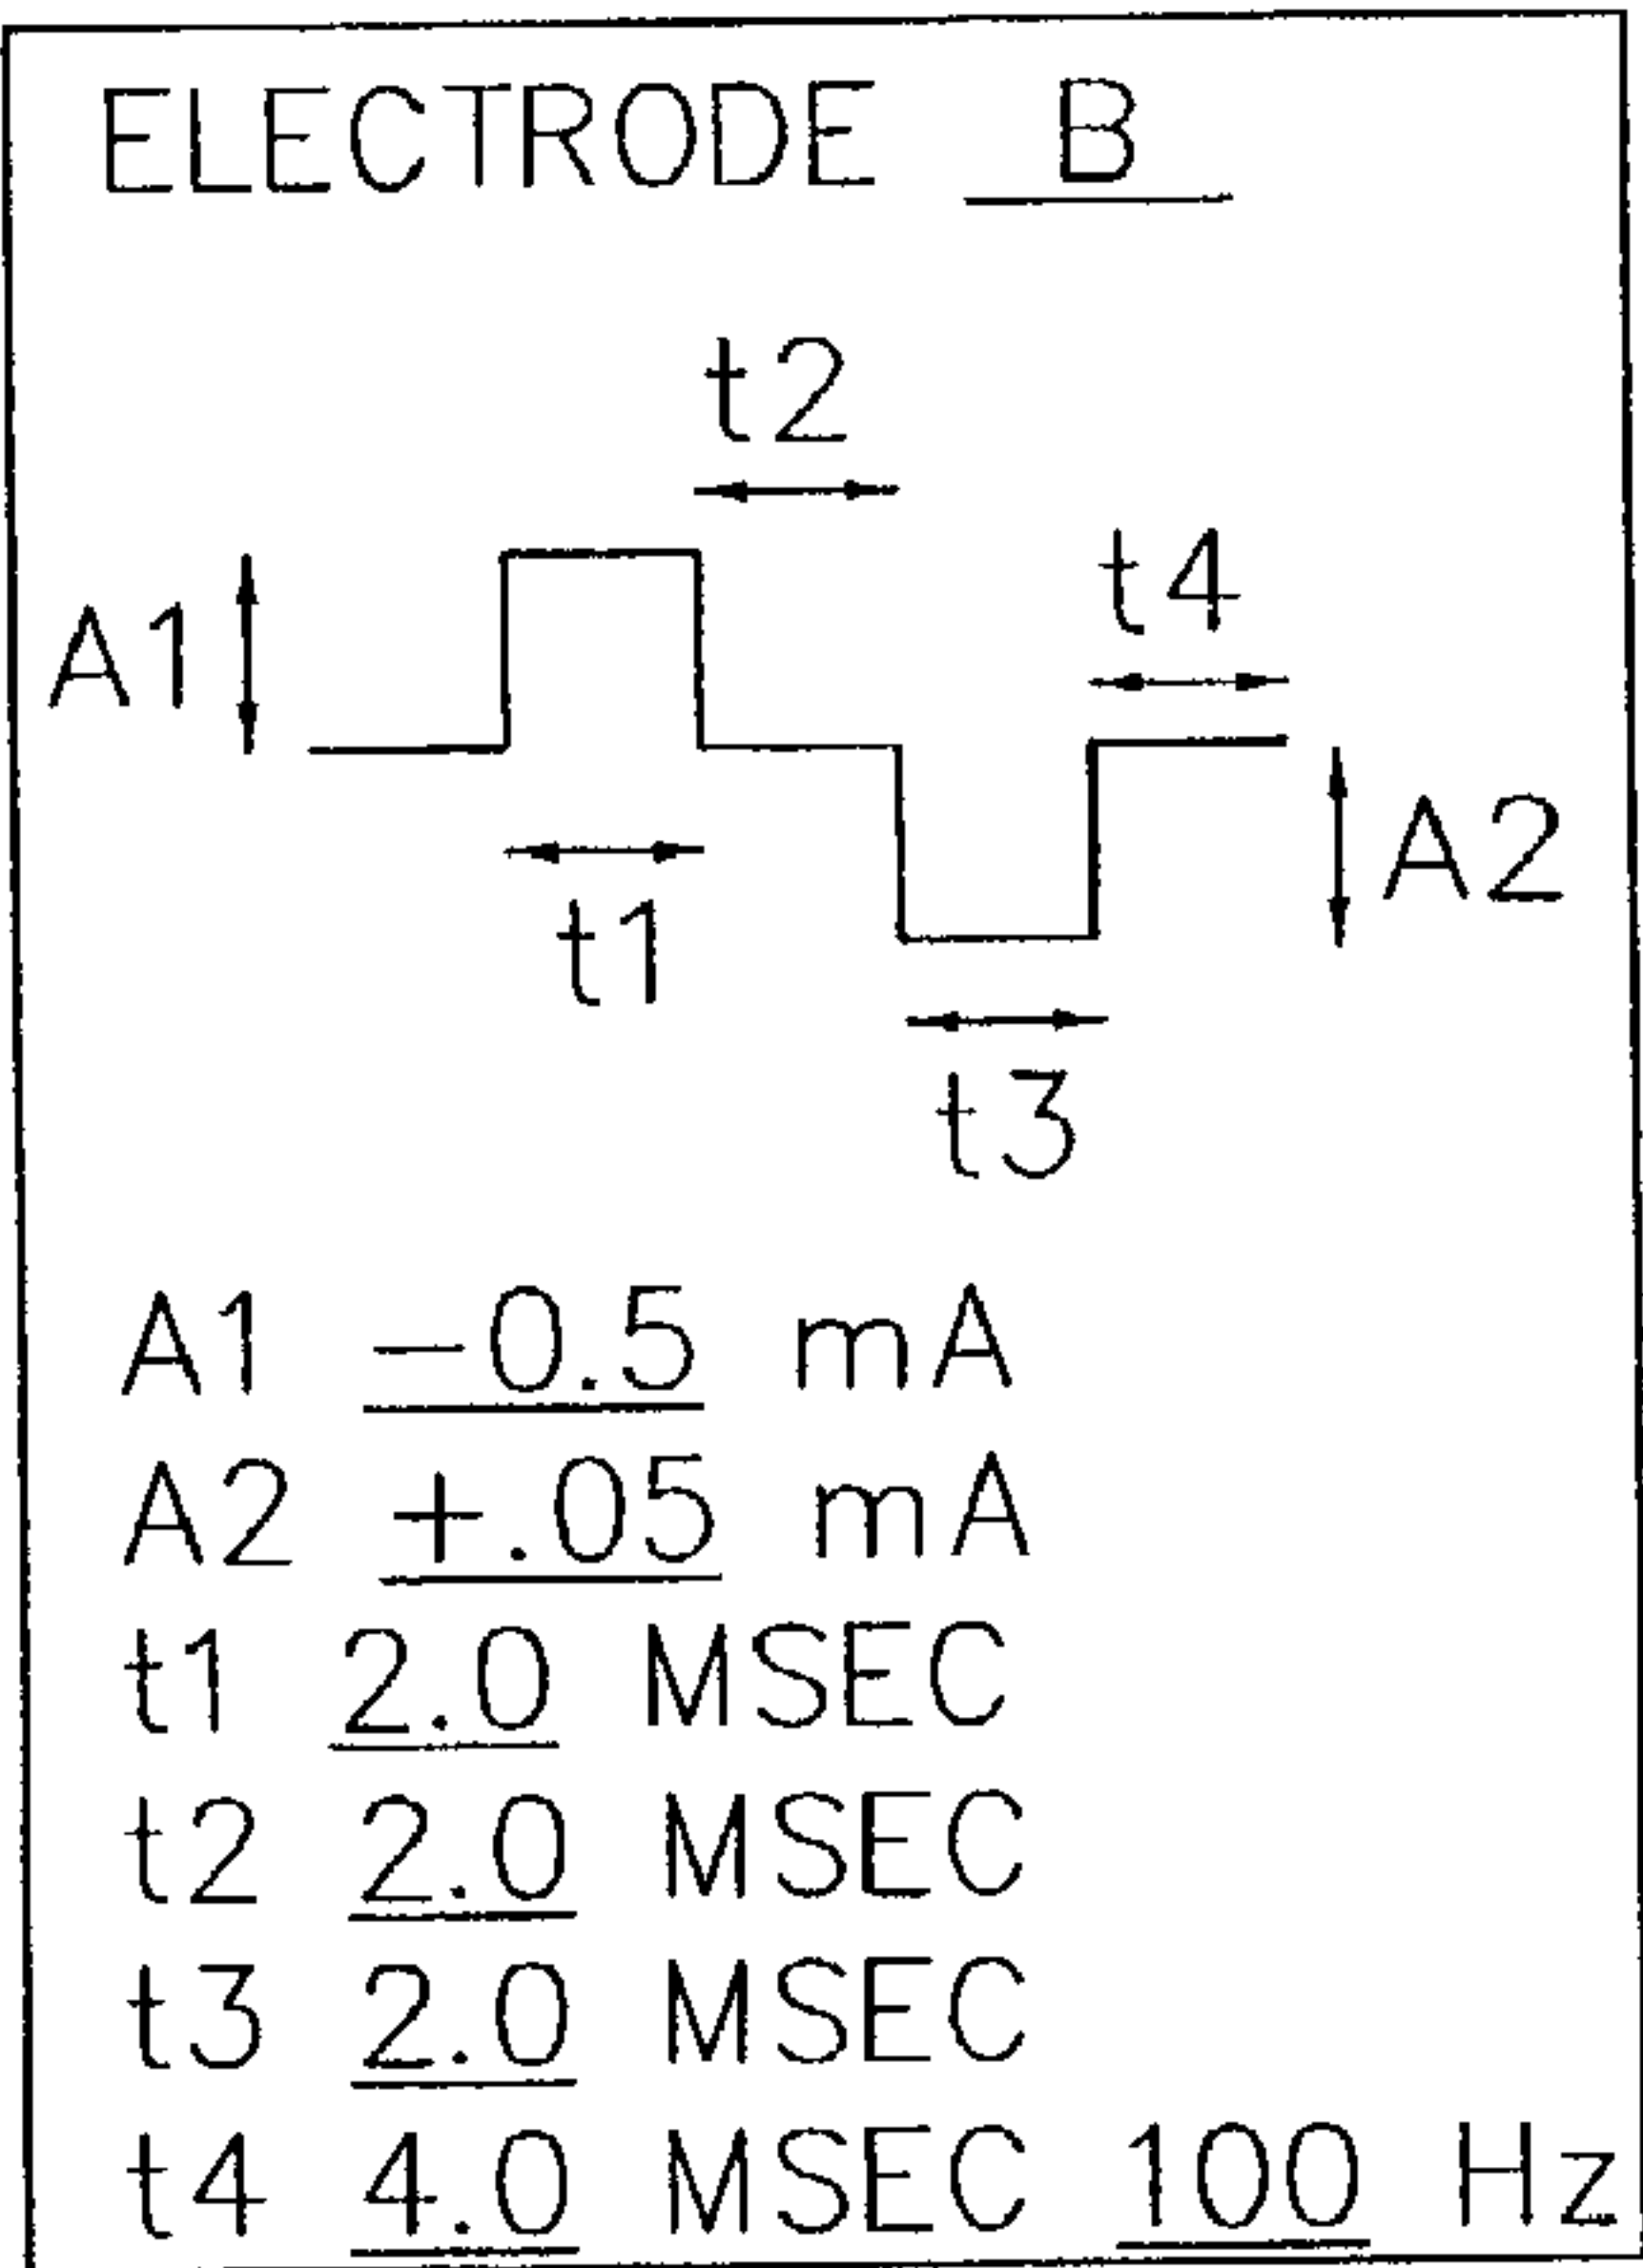 ELECTRODE B
t2
t4
A1
A2
t1
t3
A1 -0.5 mA
A2 +.05 mA
t1 2.0 MSEC
t2 2.0 MSEC
t3 2.0 MSEC
t4 4.0 MSEC 100 Hz